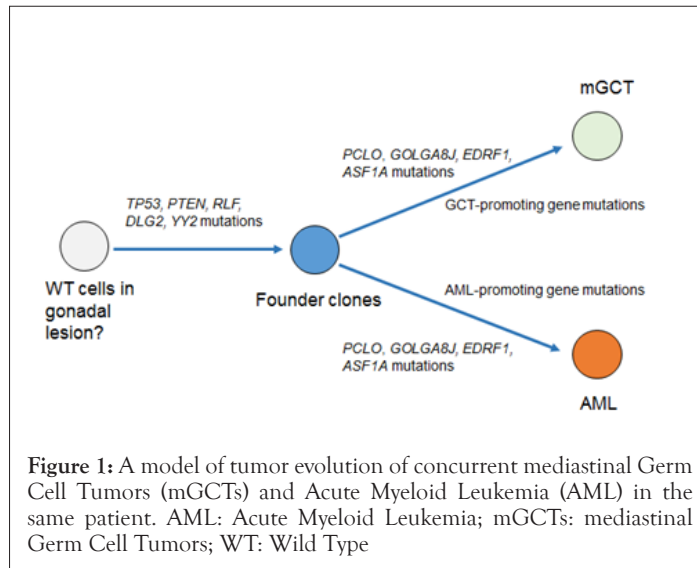 mGCT
PCLO, GOLGA8J, EDRF1,
ASF1A mutations
TP53, PTEN, RLF,
DLG2, YY2 mutations
GCT-promoting gene mutations
WT cells in
gonadal
lesion?
Founder clones
AML-promoting gene mutations
PCLO, GOLGA8J, EDRF1,
ASF1A mutations
AML
Figure 1: A model of tumor evolution of concurrent mediastinal Germ
Cell Tumors (mGCTs) and Acute Myeloid Leukemia (AML) in the
same patient. AML: Acute Myeloid Leukemia; mGCTs: mediastinal
Germ Cell Tumors; WT: Wild Type